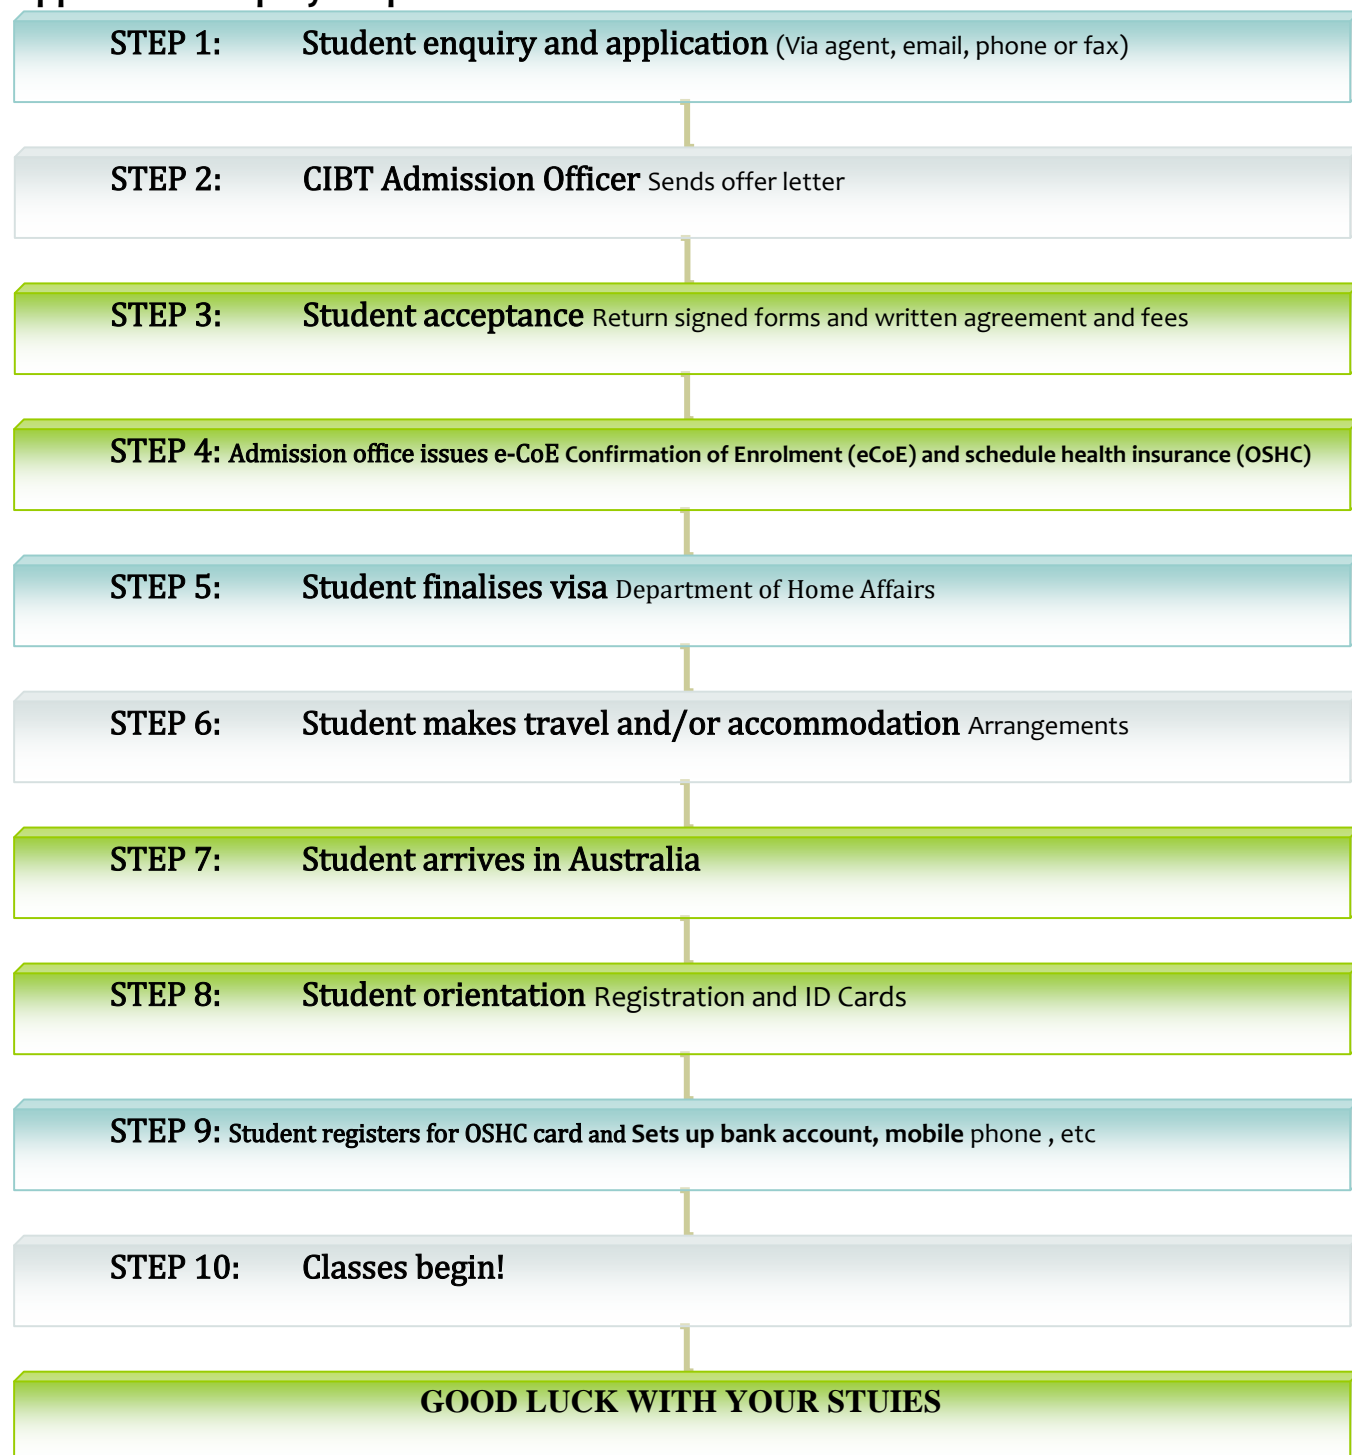 STEP 1: Student enquiry and application (Via agent, email, phone or fax)
STEP 2: CIBT Admission Officer Sends offer letter
STEP 3: Student acceptance Return signed forms and written agreement and fees
STEP 4: Admission office issues e-CoE Confirmation of Enrolment (eCoE) and schedule health insurance (OSHC)
STEP 5: Student finalises visa Department of Home Affairs
STEP 6: Student makes travel and/or accommodation Arrangements
STEP 7: Student arrives in Australia
STEP 8: Student orientation Registration and ID Cards
STEP 9: Student registers for OSHC card and Sets up bank account, mobile phone , etc
STEP 10: Classes begin!
GOOD LUCK WITH YOUR STUIES